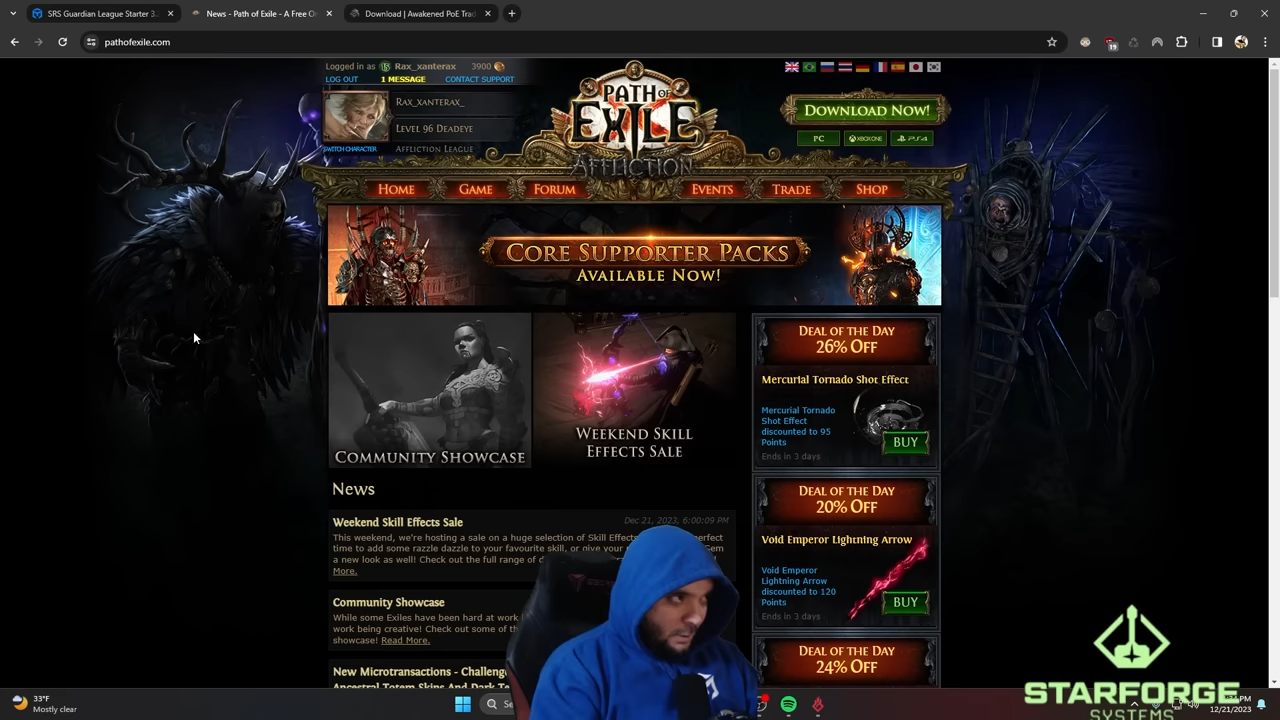 SRS Guardian League Starter 3.
News - Path of Exile - A Free O
Download | Awakened PoE Trad
pathofexile.com
19
Logged in as Rax_xanterax 3900
LOG OUT 1 MESSAGE CONTACT SUPPORT
Rax_xanterax_
Level 96 Deadeye
SWITCH CHARACTER Affliction League
PATH OF
EXILE
AFFLICTION
DOWNLOAD NOW!
PC XBOX ONE PS4
HOME GAME FORUM EVENTS TRADE SHOP
CORE SUPPORTER PACKS
AVAILABLE NOW!
COMMUNITY SHOWCASE
WEEKEND SKILL
EFFECTS SALE
News
Weekend Skill Effects Sale Dec 21, 2023, 6:00:09 PM
This weekend, we're hosting a sale on a huge selection of Skill Effects rfect
time to add some razzle dazzle to your favourite skill, or give your Gem
a new look as well! Check out the full range of
More.
Community Showcase
While some Exiles have been hard at work
work being creative! Check out some of th
showcase! Read More.
New Microtransactions - Challenge
Ancestral Totem Skins And Dark Te
Deal of the Day
26% Off
Mercurial Tornado Shot Effect
Mercurial Tornado
Shot Effect
discounted to 95
Points
BUY
Ends in 3 days
Deal of the Day
20% Off
Void Emperor Lightning Arrow
Void Emperor
Lightning Arrow
discounted to 120
Points
BUY
Ends in 3 days
Deal of the Day
24% Off
STARFORGE
SYSTEMS
33°F
Mostly clear
Se
PM
12/21/2023